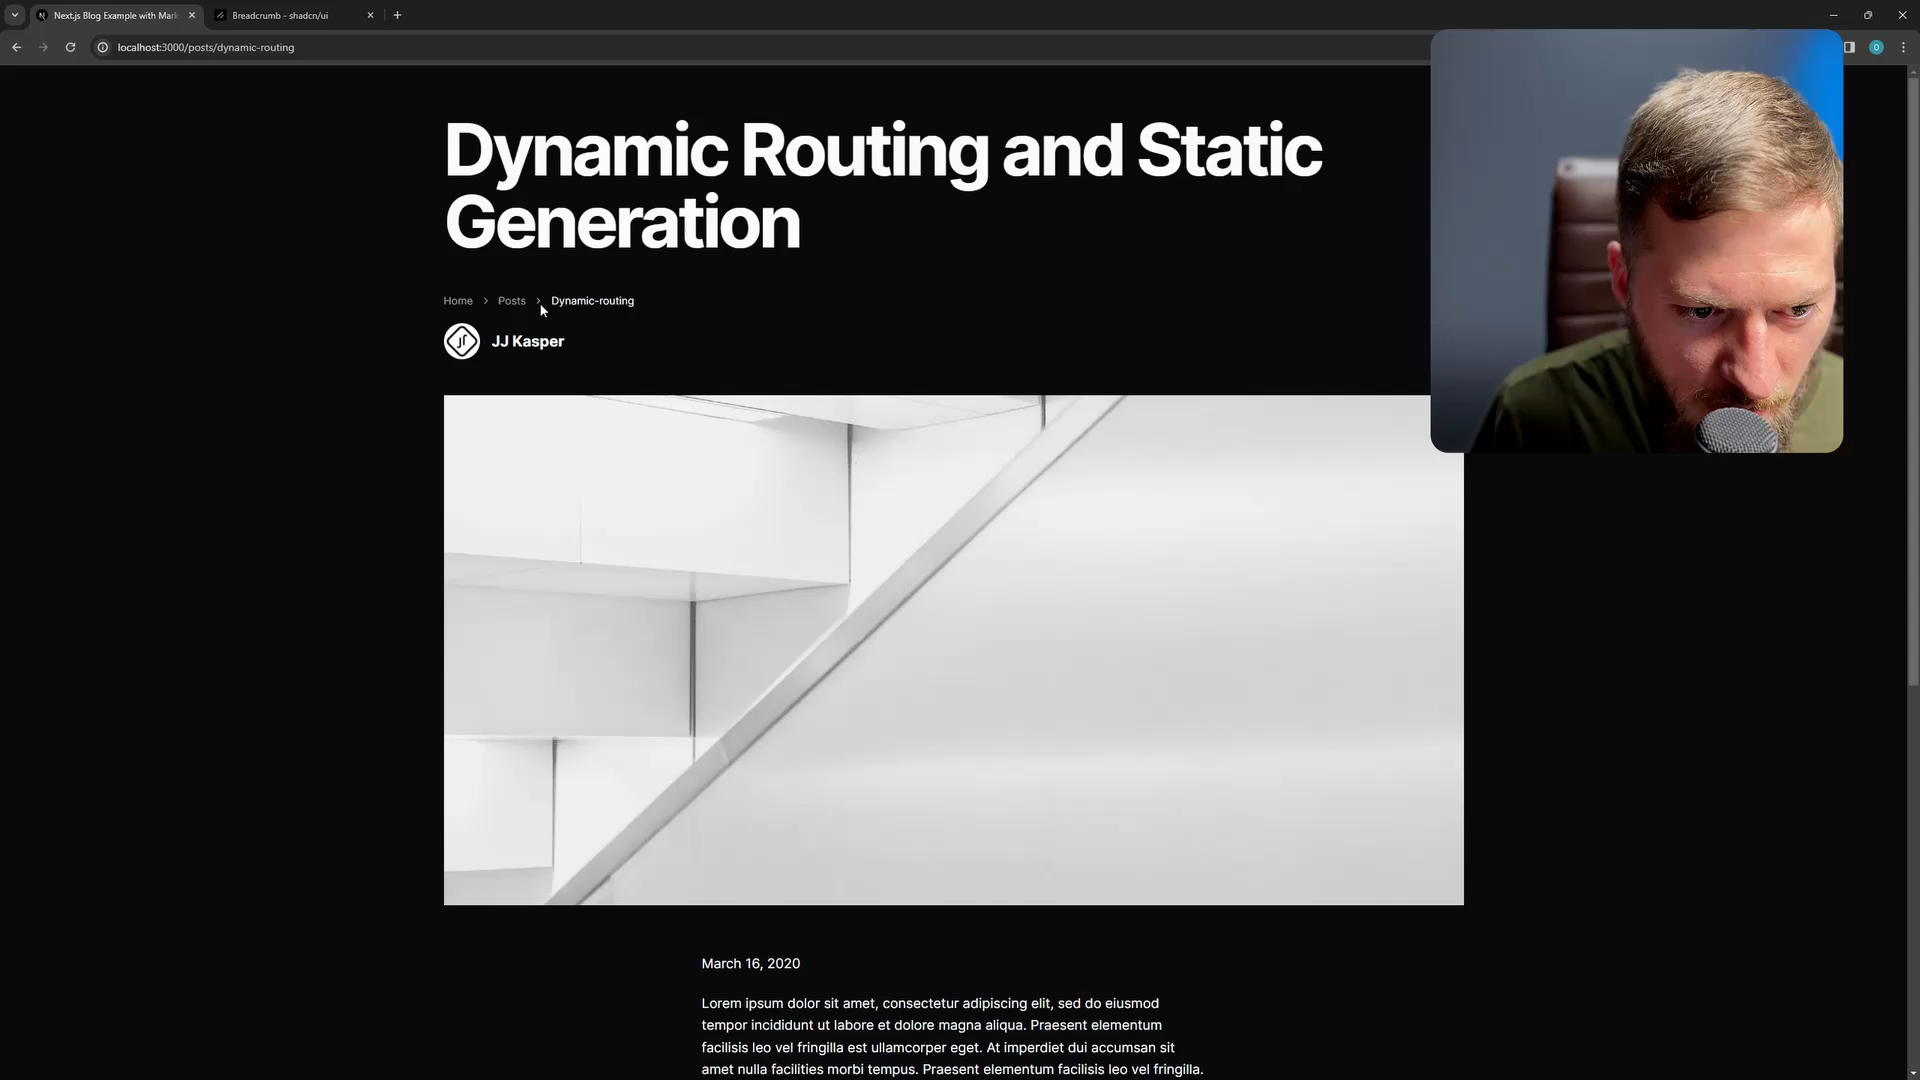 Next.js Blog Example with Mark
Breadcrumb - shadcn/ui
localhost:3000/posts/dynamic-routing
Dynamic Routing and Static
Generation
Home > Posts > Dynamic-routing
JJ Kasper
March 16, 2020
Lorem ipsum dolor sit amet, consectetur adipiscing elit, sed do eiusmod
tempor incididunt ut labore et dolore magna aliqua. Praesent elementum
facilisis leo vel fringilla est ullamcorper eget. At imperdiet dui accumsan sit
amet nulla facilities morbi tempus. Praesent elementum facilisis leo vel fringilla.